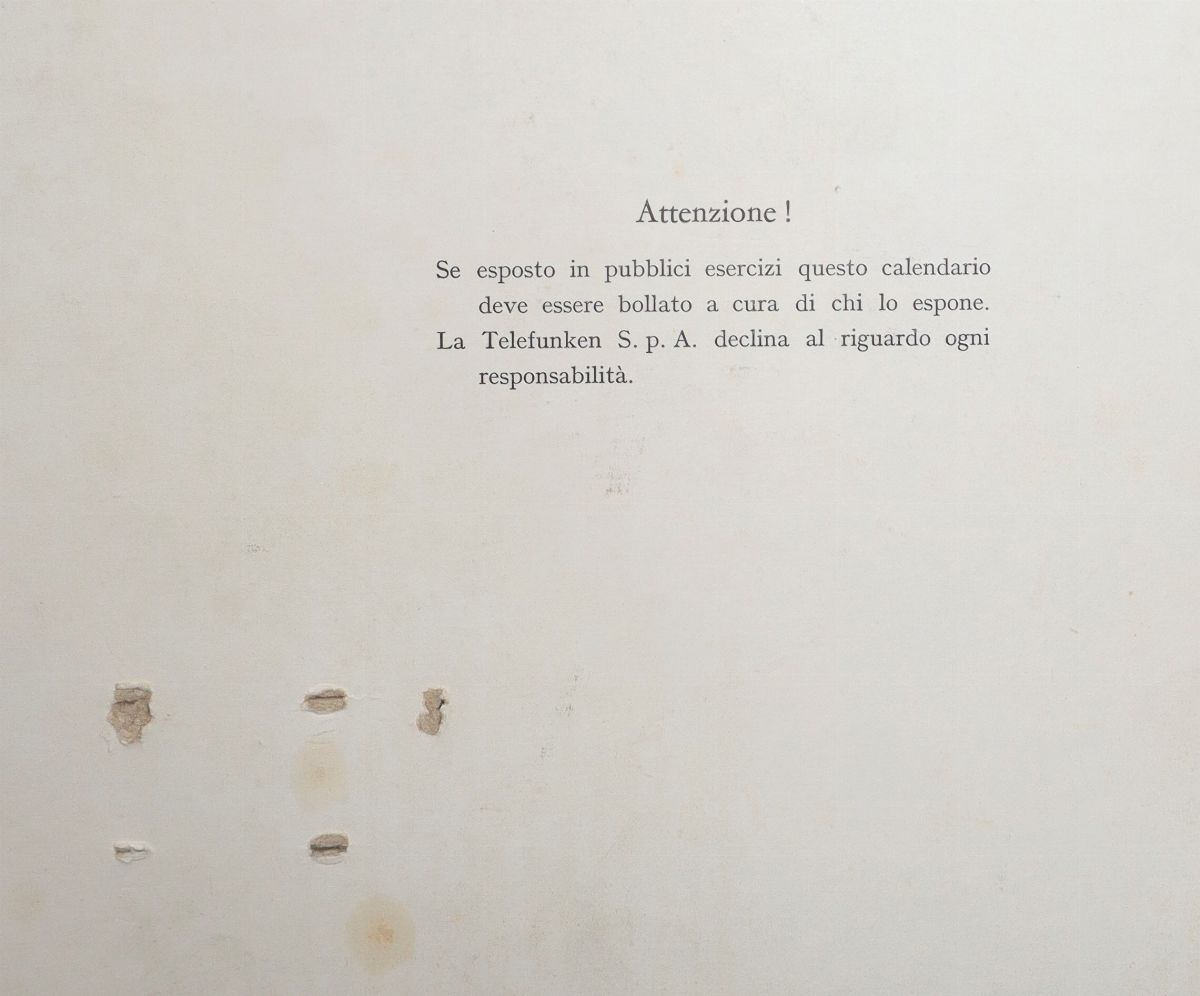 Attenzione !
Se esposto in pubblici esercizi questo calendario
deve essere bollato a cura di chi lo espone.
La Telefunken S. p. A. declina al riguardo ogni
responsabilità.